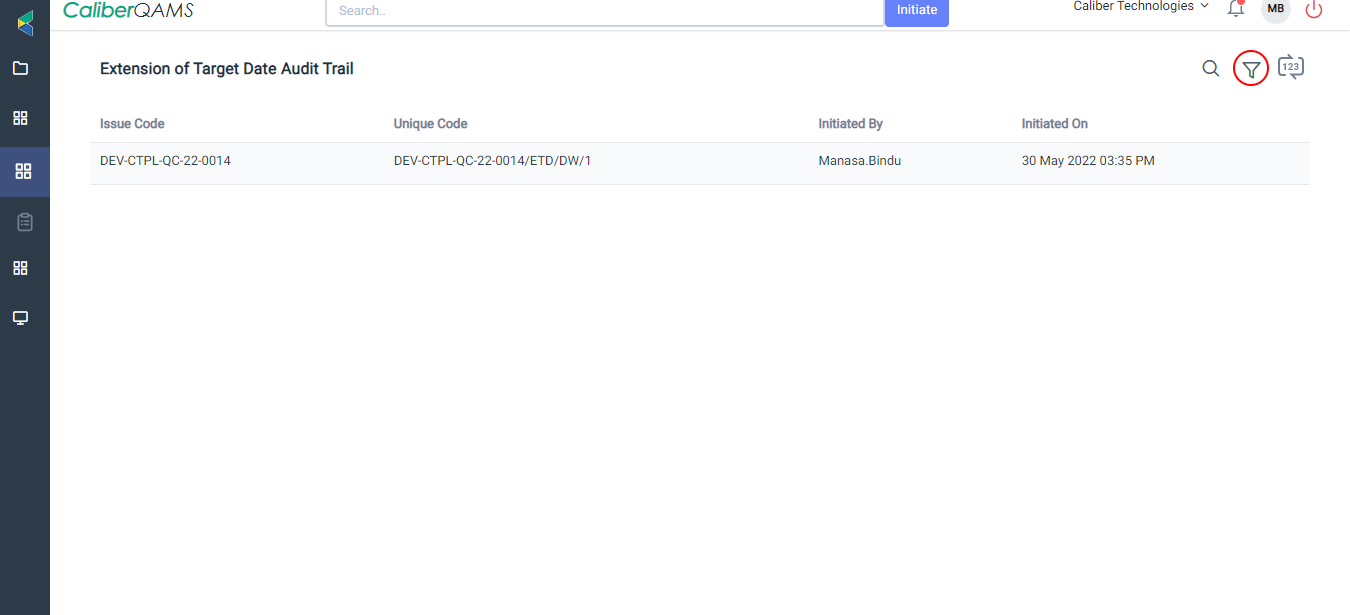 CaliberQAMS
Search..
Initiate
Caliber Technologies
MB
Extension of Target Date Audit Trail
123
Issue Code Unique Code Initiated By Initiated On
DEV-CTPL-QC-22-0014 DEV-CTPL-QC-22-0014/ETD/DW/1 Manasa.Bindu 30 May 2022 03:35 PM